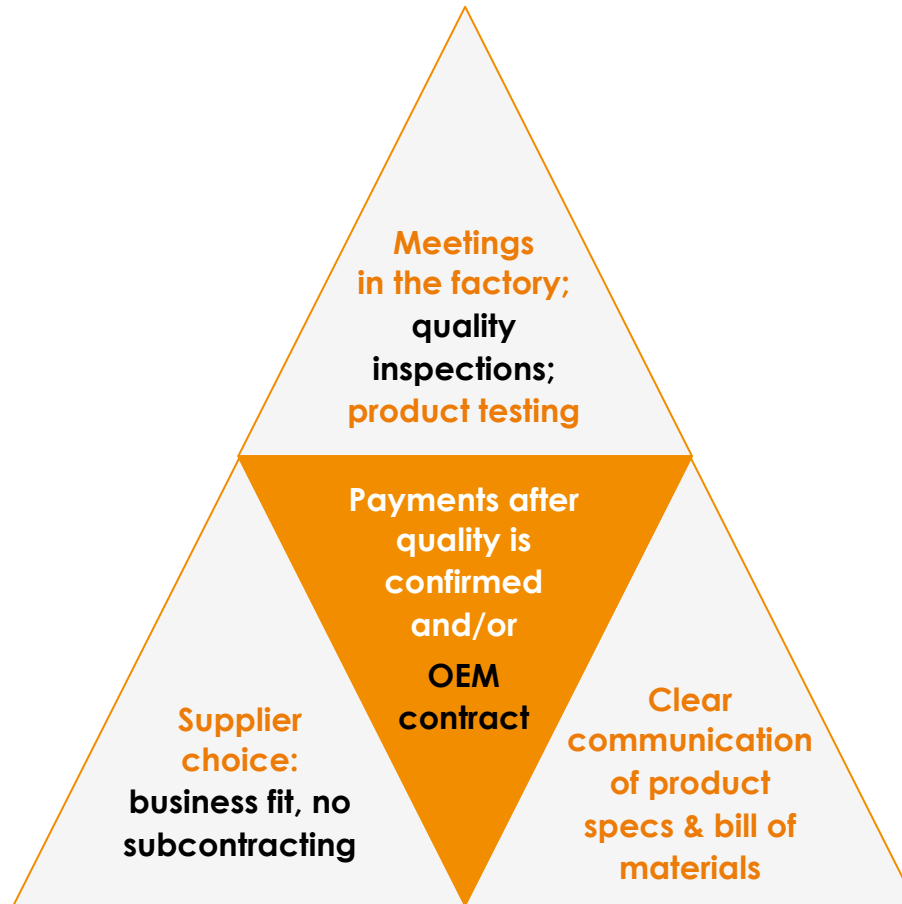 Meetings
in the factory;
quality
inspections;
product testing
Payments after
quality is
confirmed
and/or
OEM
contract
Supplier
choice:
business fit, no
subcontracting
Clear
communication
of product
specs & bill of
materials